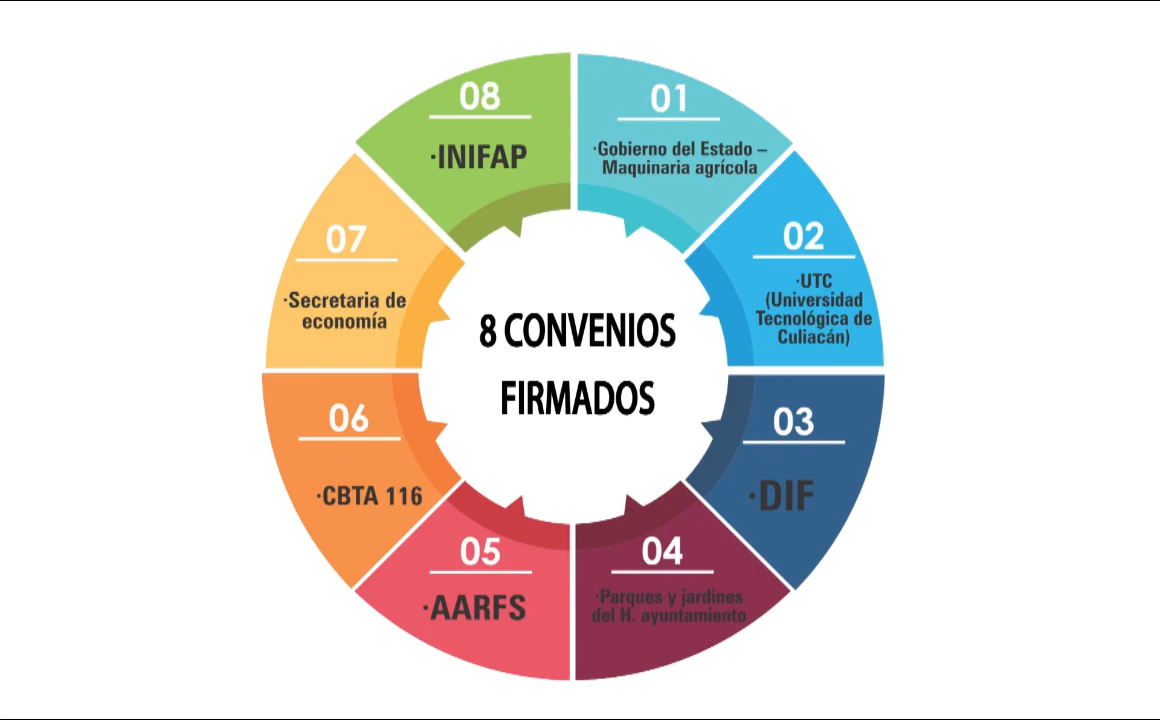 8 CONVENIOS
FIRMADOS
01
·Gobierno del Estado –
Maquinaria agrícola
02
·UTC
(Universidad
Tecnológica de
Culiacán)
03
·DIF
04
·Parques y jardines
del H. ayuntamiento
05
·AARFS
06
·CBTA 116
07
·Secretaria de
economía
08
·INIFAP